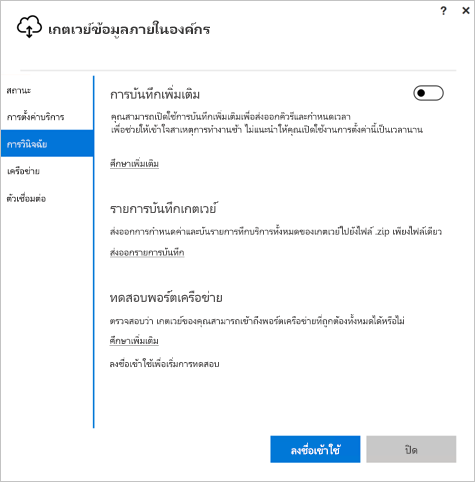 ? ×
เกตเวย์ข้อมูลภายในองค์กร
สถานะ
การตั้งค่าบริการ
การวินิจฉัย
เครือข่าย
ตัวเชื่อมต่อ
การบันทึกเพิ่มเติม
คุณสามารถเปิดใช้การบันทึกเพิ่มเติมเพื่อส่งออกคิวรีและกำหนดเวลา
เพื่อช่วยให้เข้าใจสาเหตุการทำงานช้า ไม่แนะนำให้คุณเปิดใช้งานการตั้งค่านี้เป็นเวลานาน
ศึกษาเพิ่มเติม
รายการบันทึกเกตเวย์
ส่งออกการกำหนดค่าและบันรายการทึกบริการทั้งหมดของเกตเวย์ไปยังไฟล์ .zip เพียงไฟล์เดียว
ส่งออกรายการบันทึก
ทดสอบพอร์ตเครือข่าย
ตรวจสอบว่า เกตเวย์ของคุณสามารถเข้าถึงพอร์ตเครือข่ายที่ถูกต้องทั้งหมดได้หรือไม่
ศึกษาเพิ่มเติม
ลงชื่อเข้าใช้เพื่อเริ่มการทดสอบ
ลงชื่อเข้าใช้
ปิด